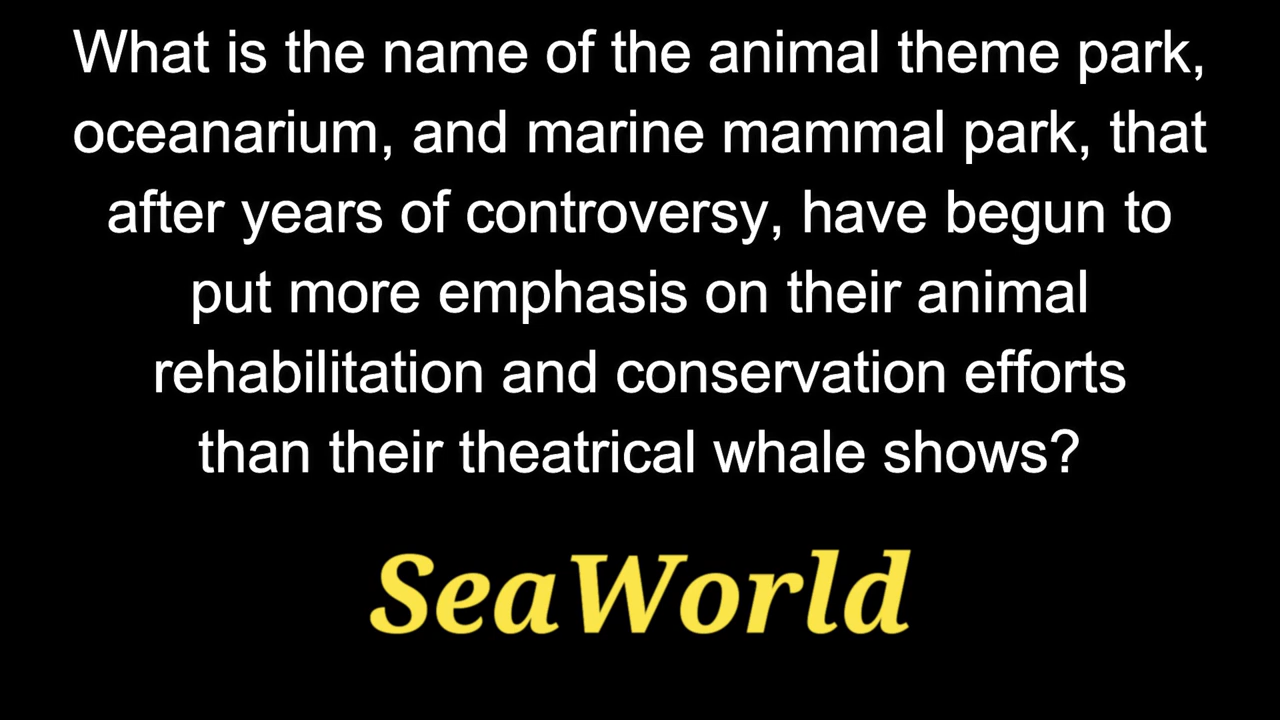 What is the name of the animal theme park,
oceanarium, and marine mammal park, that
after years of controversy, have begun to
put more emphasis on their animal
rehabilitation and conservation efforts
than their theatrical whale shows?
SeaWorld